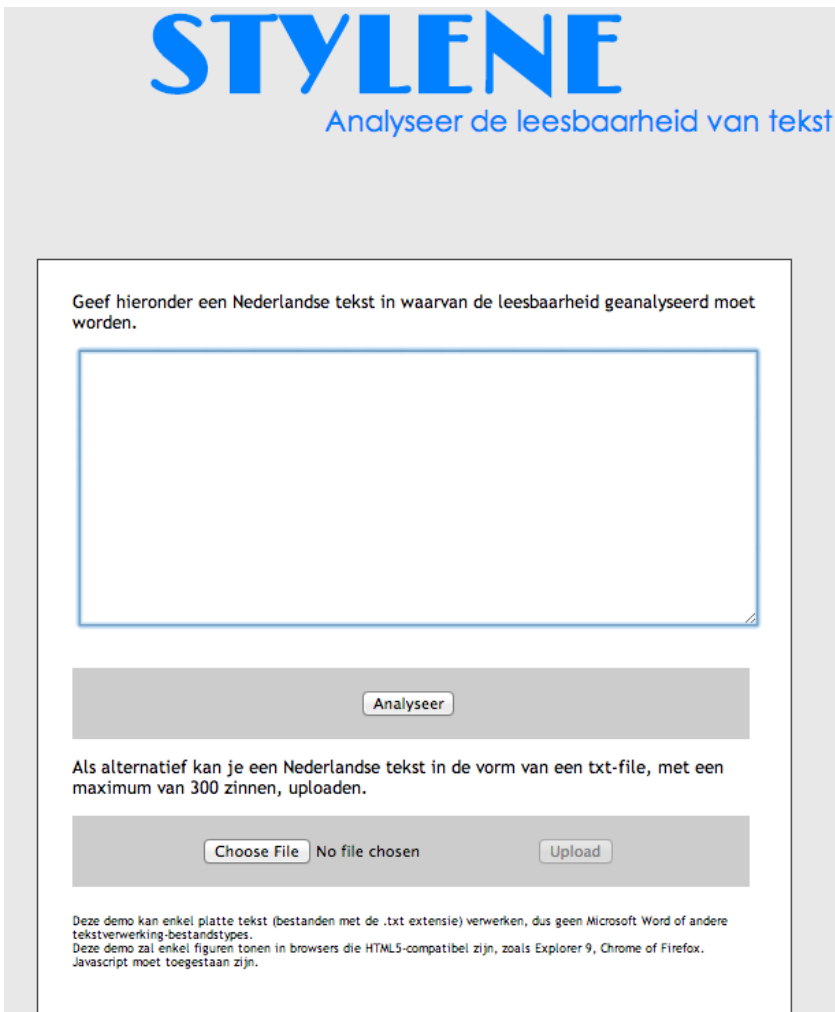 STYLENE
Analyseer de leesbaarheid van tekst
Geef hieronder een Nederlandse tekst in waarvan de leesbaarheid geanalyseerd moet
worden.
Analyseer
Als alternatief kan je een Nederlandse tekst in de vorm van een txt-file, met een
maximum van 300 zinnen, uploaden.
Choose File No file chosen Upload
Deze demo kan enkel platte tekst (bestanden met de .txt extensie) verwerken, dus geen Microsoft Word of andere
tekstverwerking-bestandstypes.
Deze demo zal enkel figuren tonen in browsers die HTML5-compatibel zijn, zoals Explorer 9, Chrome of Firefox.
Javascript moet toegestaan zijn.